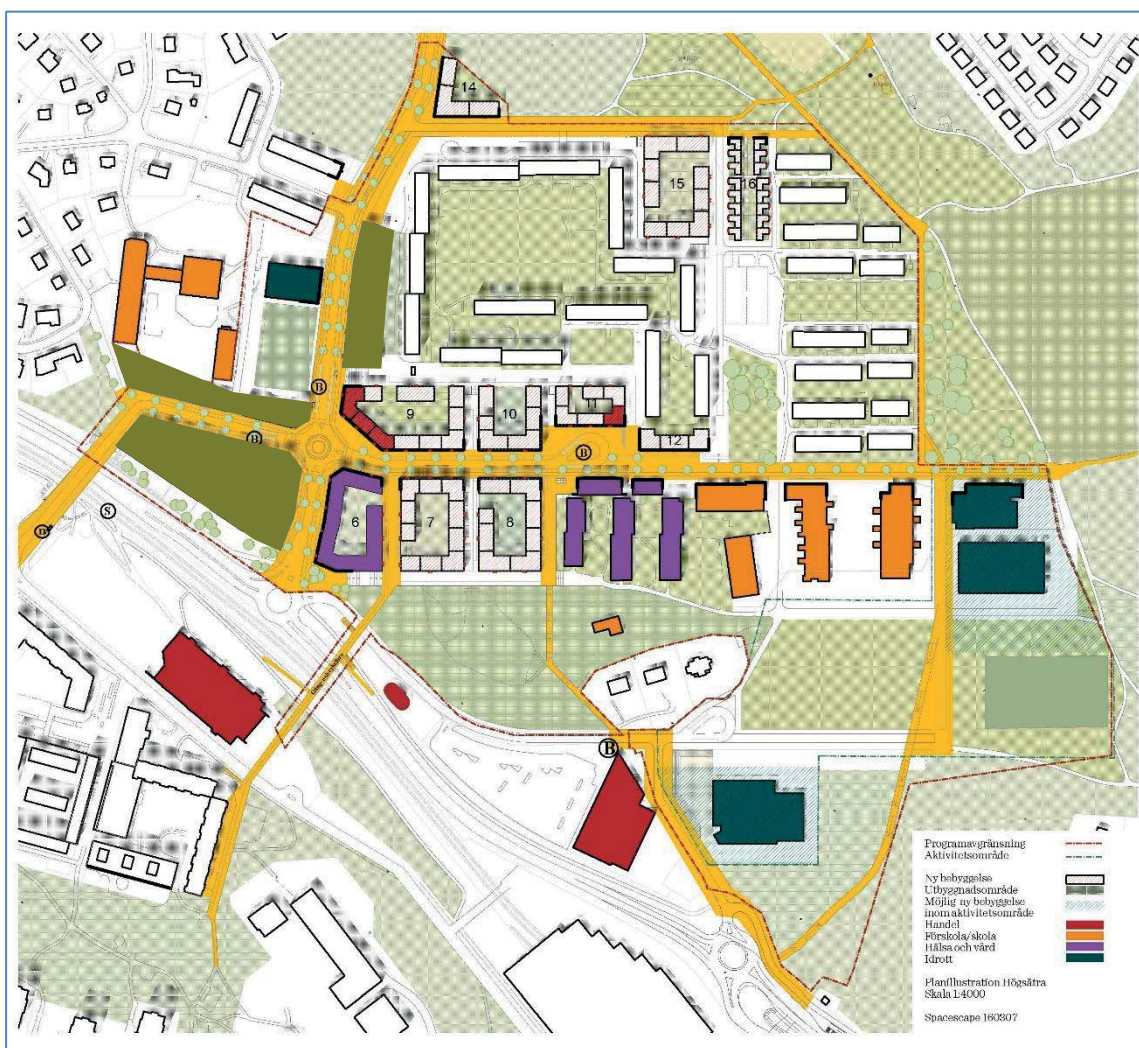 14
15
16
B
9
10
11
12
B
B
S
B
6
7
8
B
Programavgränsning
Aktivitetsområde
Ny bebyggelse
Utbyggnadsområde
Möjlig ny bebyggelse
inom aktivitetsområde
Handel
Förskola/skola
Hälsa och vård
Idrott
Planillustration Högsätra
Skala 1:4000
Spacescape 160307